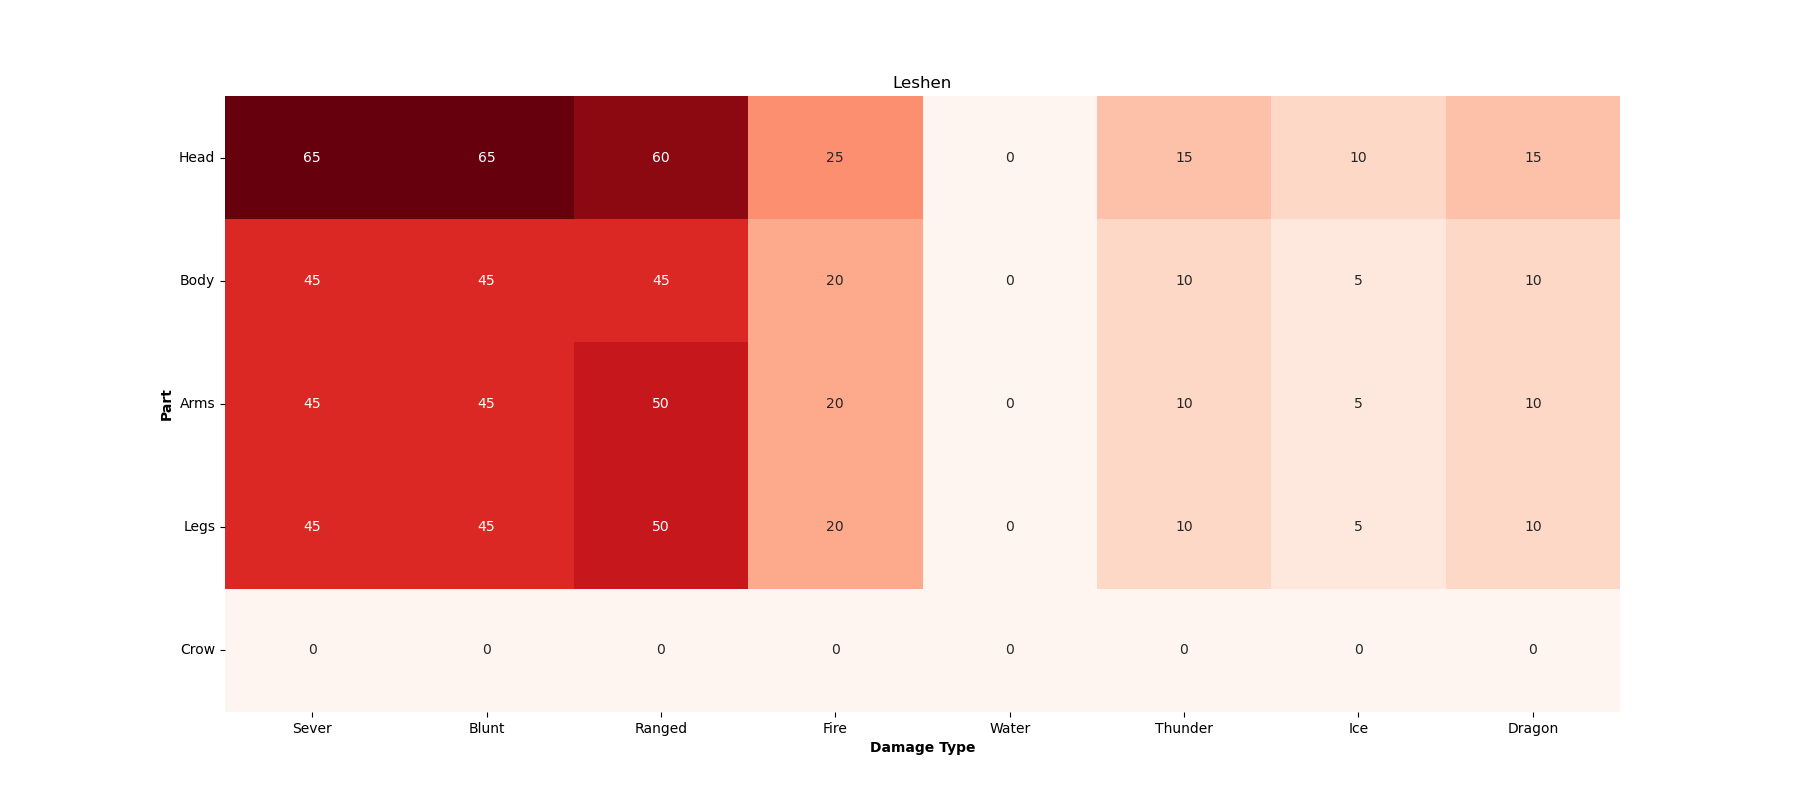 Leshen
Head 65 65 60 25 0 15 10 15
Body 45 45 45 20 0 10 5 10
Part
Arms 45 45 50 20 0 10 5 10
Legs 45 45 50 20 0 10 5 10
Crow 0 0 0 0 0 0 0 0
Sever Blunt Ranged Fire Water Thunder Ice Dragon
Damage Type